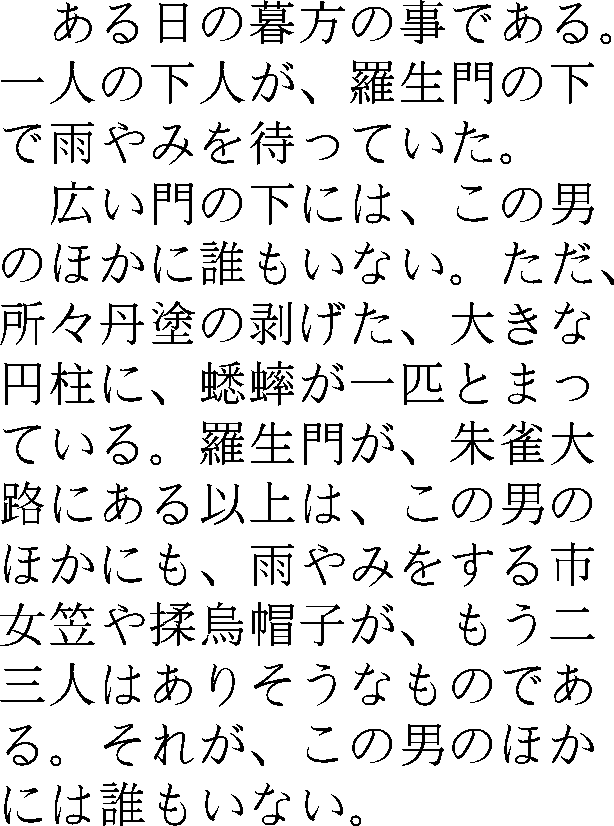 ある日の暮方の事である。
一人の下人が、羅生門の下
で雨やみを待っていた。
　広い門の下には、この男
のほかに誰もいない。ただ、
所々丹塗の剥げた、大きな
円柱に、蟋蟀が一匹とまっ
ている。羅生門が、朱雀大
路にある以上は、この男の
ほかにも、雨やみをする市
女笠や揉烏帽子が、もう二
三人はありそうなものであ
る。それが、この男のほか
には誰もいない。